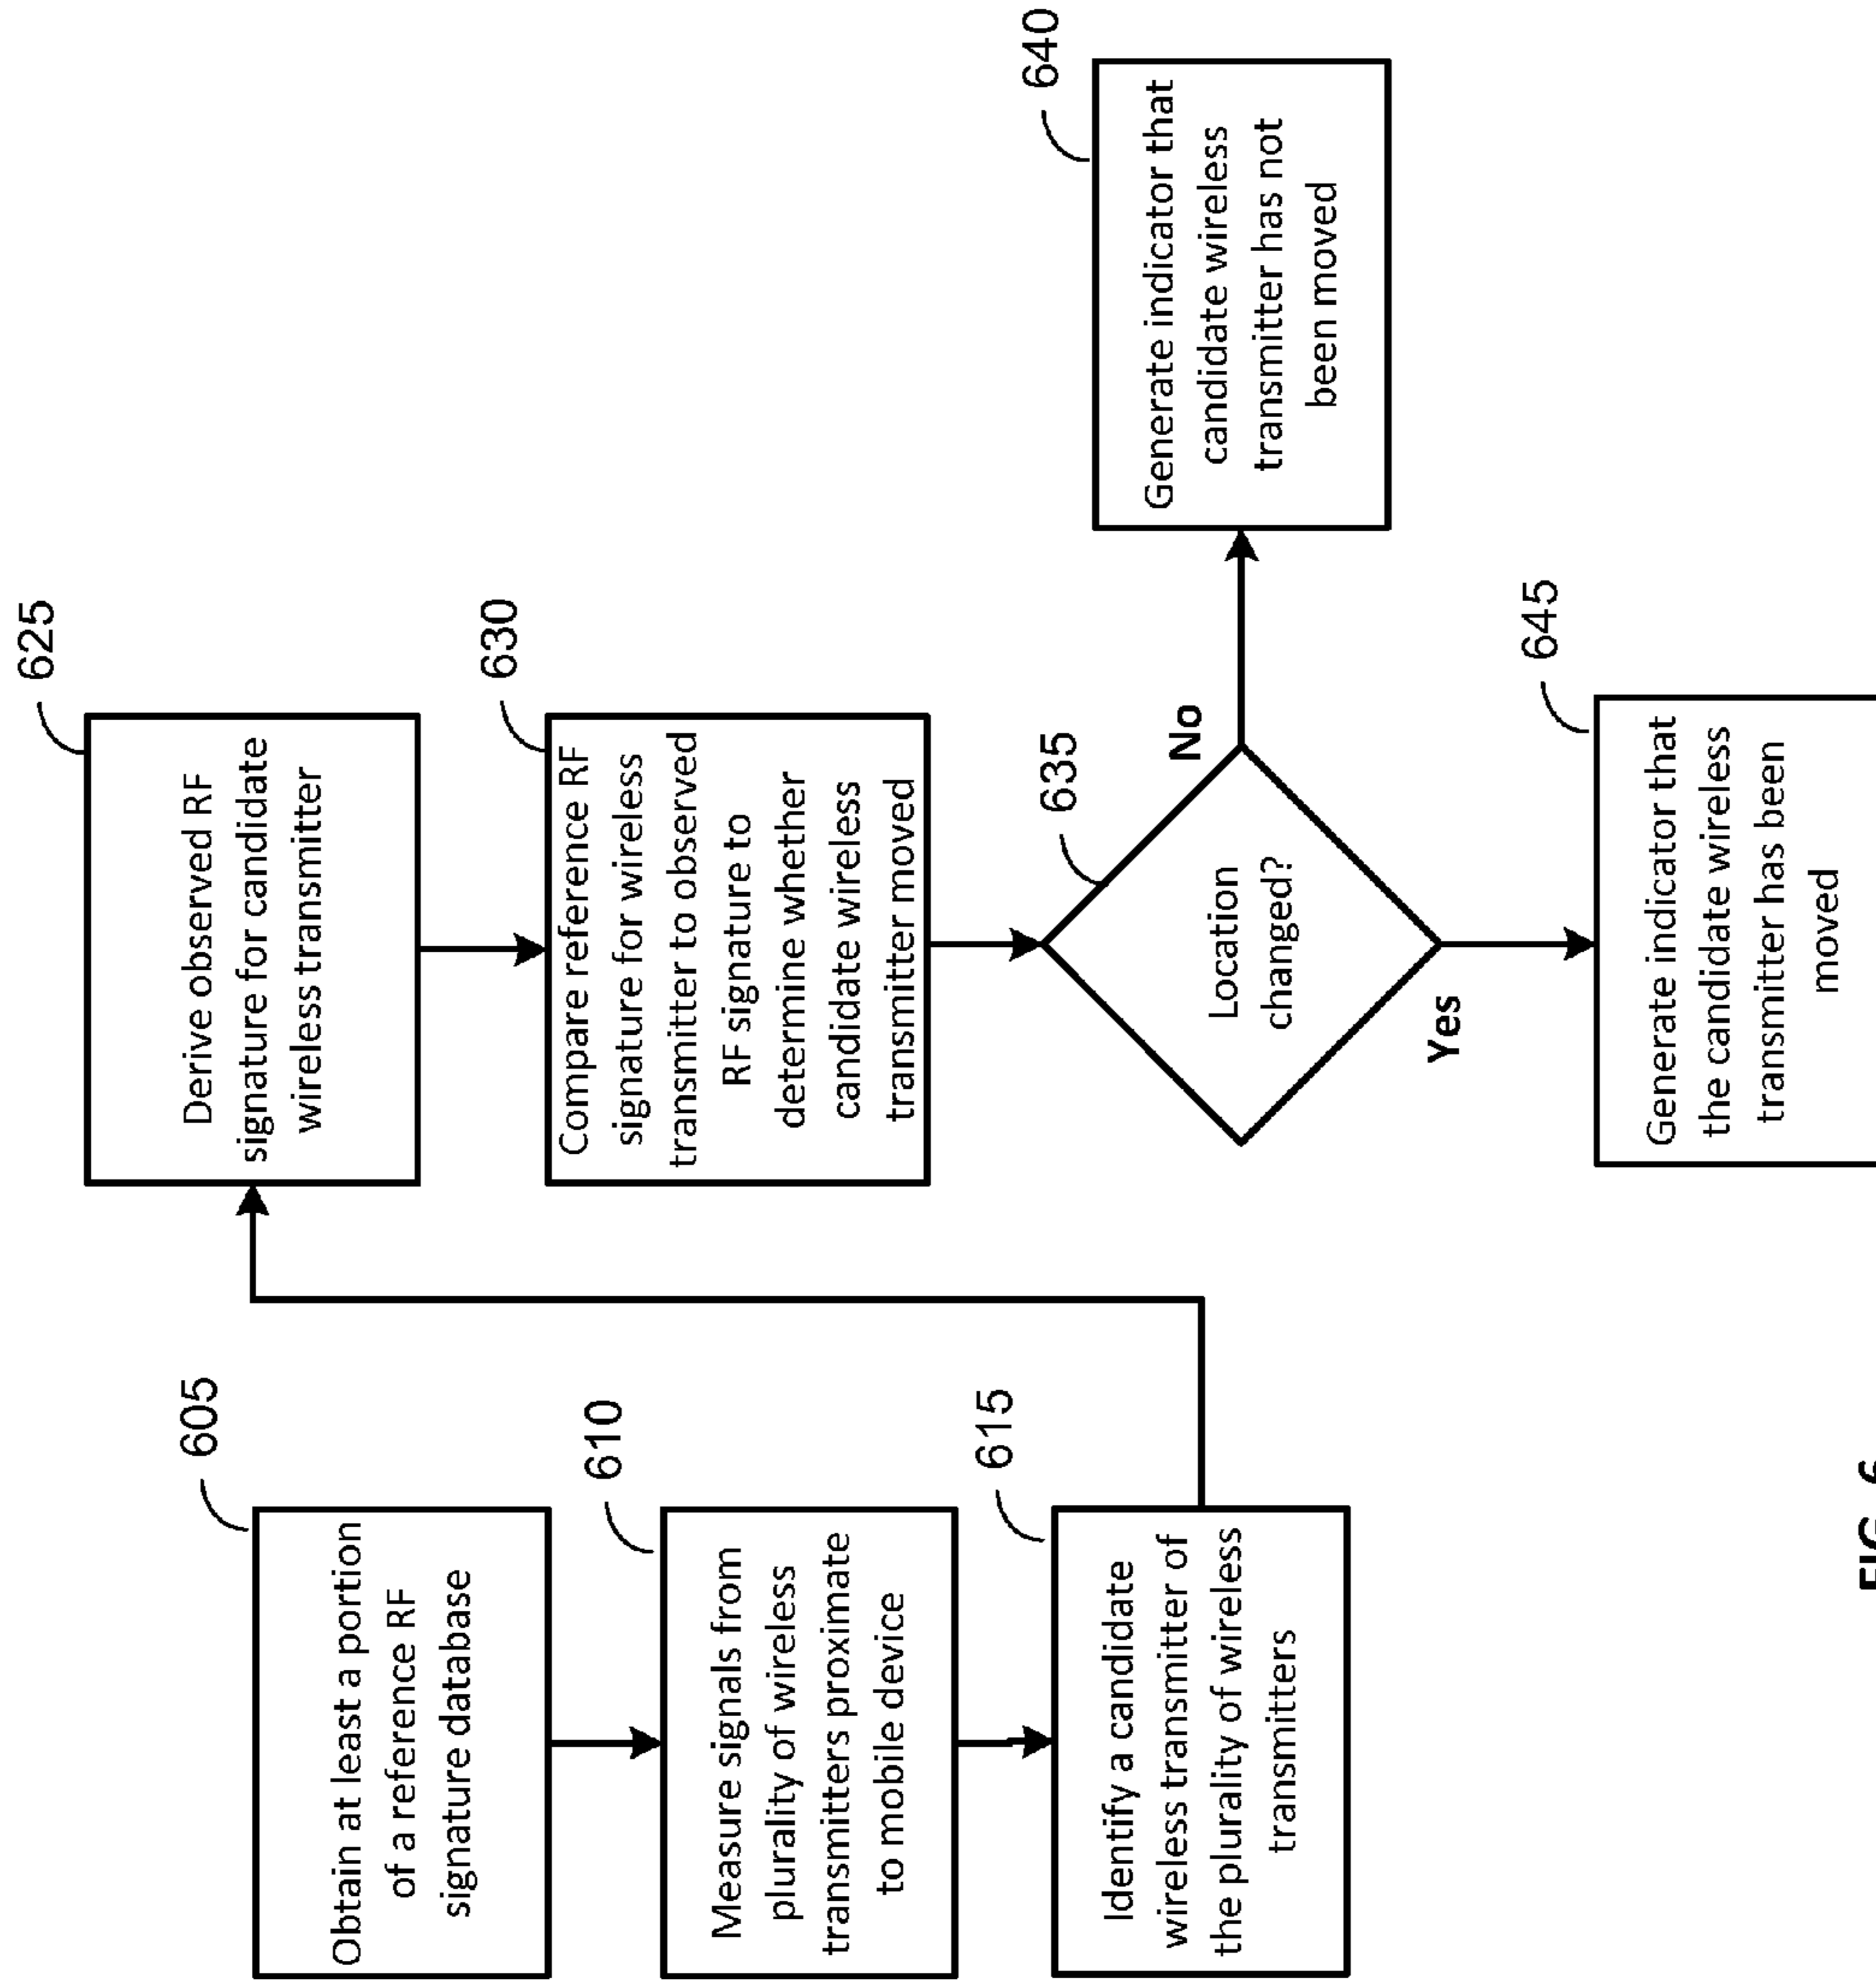 605
Obtain at least a portion
of a reference RF
signature database
610
Measure signals from
plurality of wireless
transmitters proximate
to mobile device
615
Identify a candidate
wireless transmitter of
the plurality of wireless
transmitters
625
Derive observed RF
signature for candidate
wireless transmitter
630
Compare reference RF
signature for wireless
transmitter to observed
RF signature to
determine whether
candidate wireless
transmitter moved
635
Location
changed?
No
640
Generate indicator that
candidate wireless
transmitter has not
been moved
Yes
645
Generate indicator that
the candidate wireless
transmitter has been
moved
FIG. 6